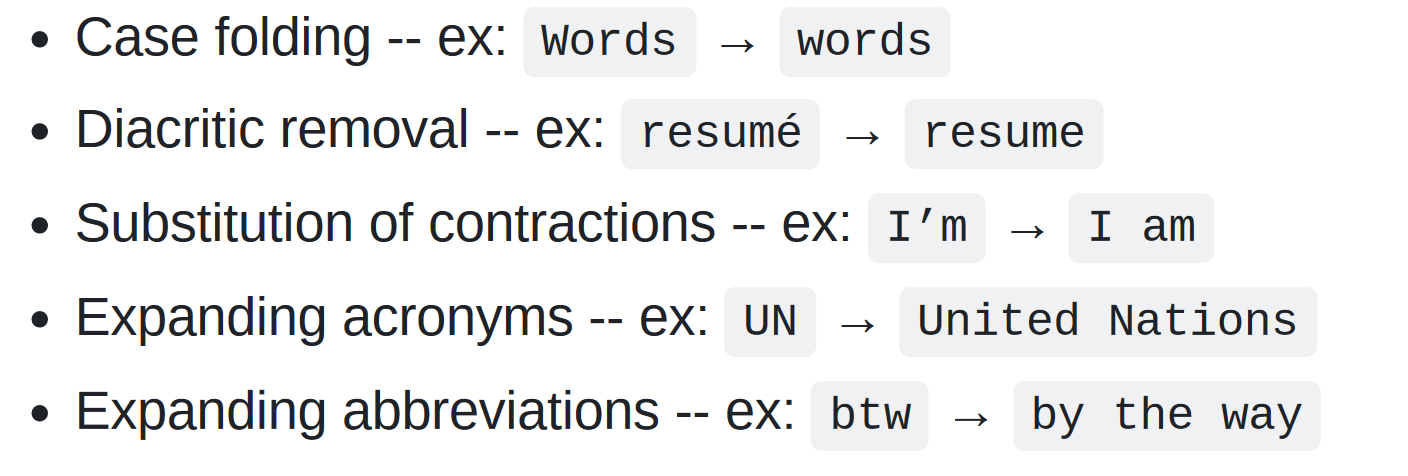 • Case folding -- ex: Words → words
• Diacritic removal -- ex: resumé → resume
• Substitution of contractions -- ex: I’m → I am
• Expanding acronyms -- ex: UN → United Nations
• Expanding abbreviations -- ex: btw → by the way